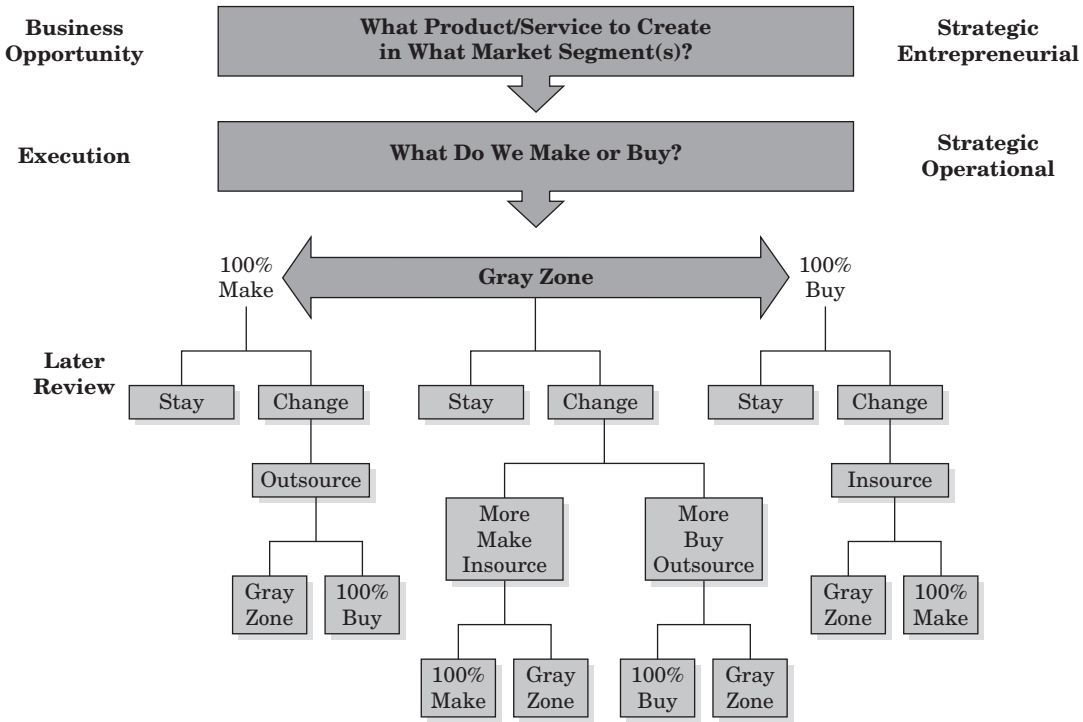 Business
Opportunity
What Product/Service to Create
in What Market Segment(s)?
Strategic
Entrepreneurial
Execution
What Do We Make or Buy?
Strategic
Operational
100%
Make
Gray Zone
100%
Buy
Later
Review
Stay
Change
Stay
Change
Stay
Change
Outsource
Insource
More
Make
Insource
More
Buy
Outsource
Gray
Zone
100%
Buy
Gray
Zone
100%
Make
100%
Make
Gray
Zone
100%
Buy
Gray
Zone